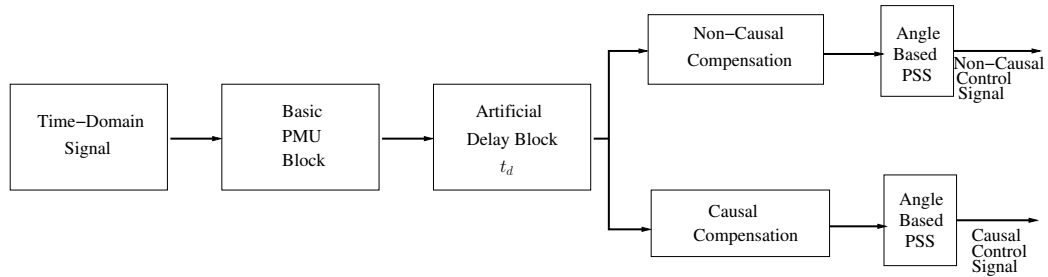 Time−Domain
Signal
Basic
PMU
Block
Artificial
Delay Block
t_d
Non−Causal
Compensation
Angle
Based
PSS
Non−Causal
Control
Signal
Causal
Compensation
Angle
Based
PSS
Causal
Control
Signal